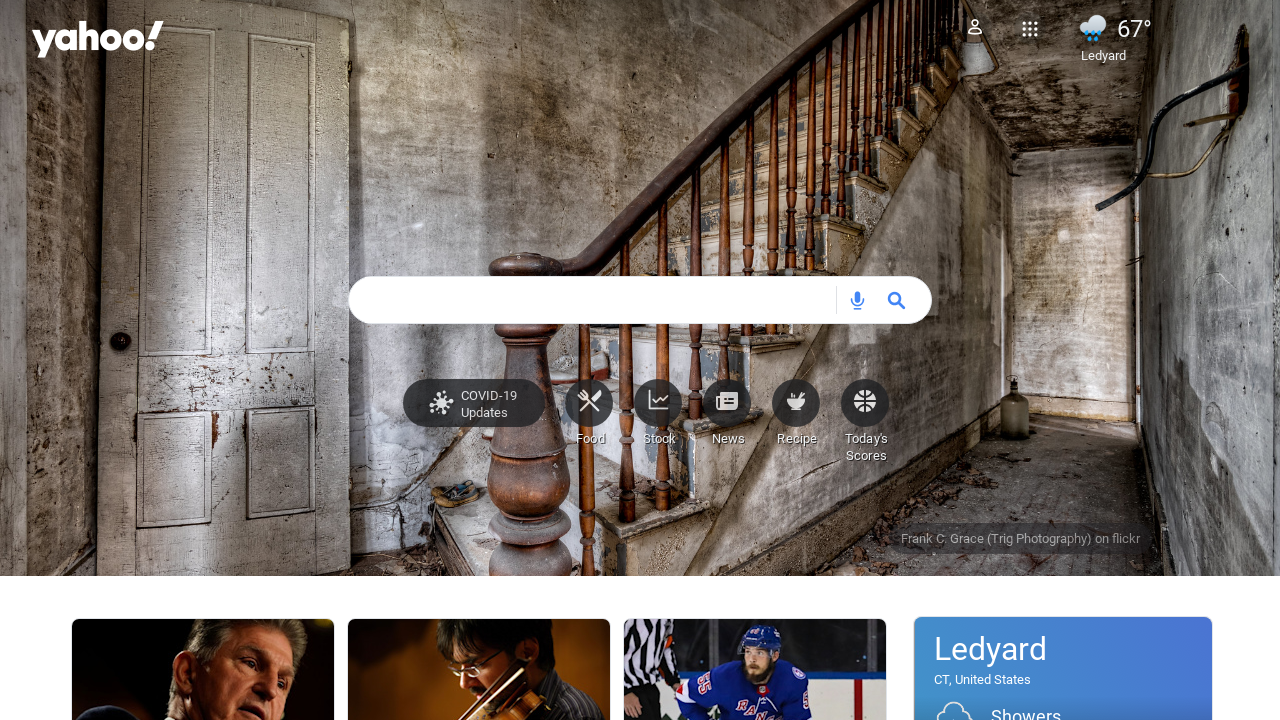 yahoo!
67°
Ledyard
COVID-19
Updates
Food
Stock
News
Recipe
Today's
Scores
Frank C. Grace (Trig Photography) on flickr
Ledyard
CT, United States
Showers